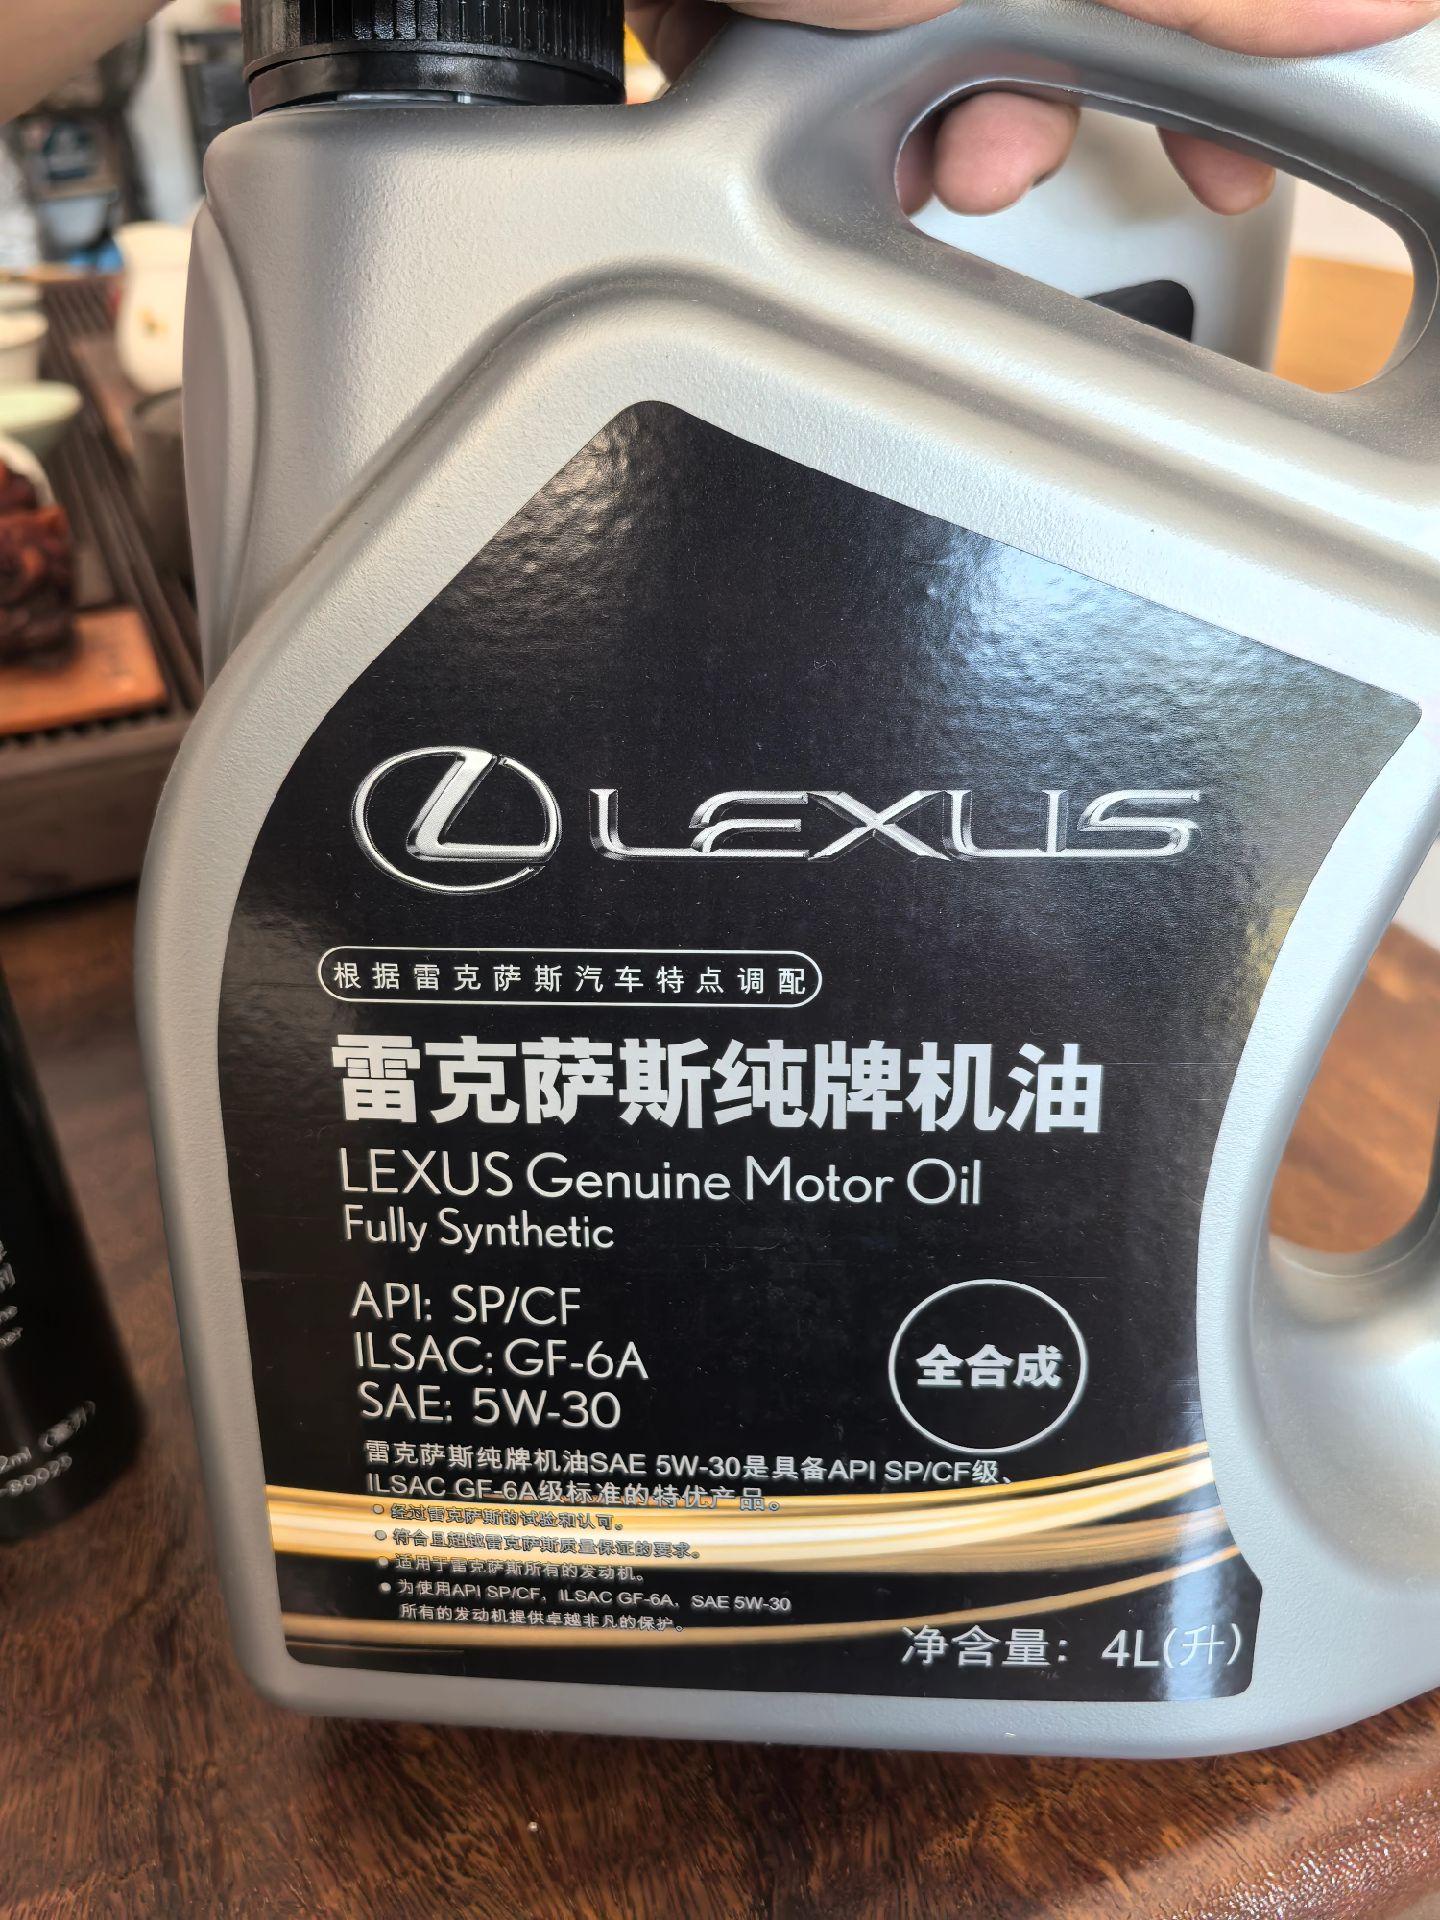 LEXUS
根据雷克萨斯汽车特点调配
雷克萨斯纯牌机油
LEXUS Genuine Motor Oil
Fully Synthetic
API: SP/CF
ILSAC: GF-6A
SAE: 5W-30
全合成
雷克萨斯纯牌机油SAE 5W-30是具备API SP/CF级、
ILSAC GF-6A级标准的特优产品。
● 经过雷克萨斯的试验和认可。
● 符合且超越雷克萨斯质量保证的要求。
● 适用于雷克萨斯所有的发动机。
● 为使用API SP/CF, ILSAC GF-6A, SAE 5W-30
所有的发动机提供卓越非凡的保护。
净含量: 4L(升)
2ml (毫升)
-89025